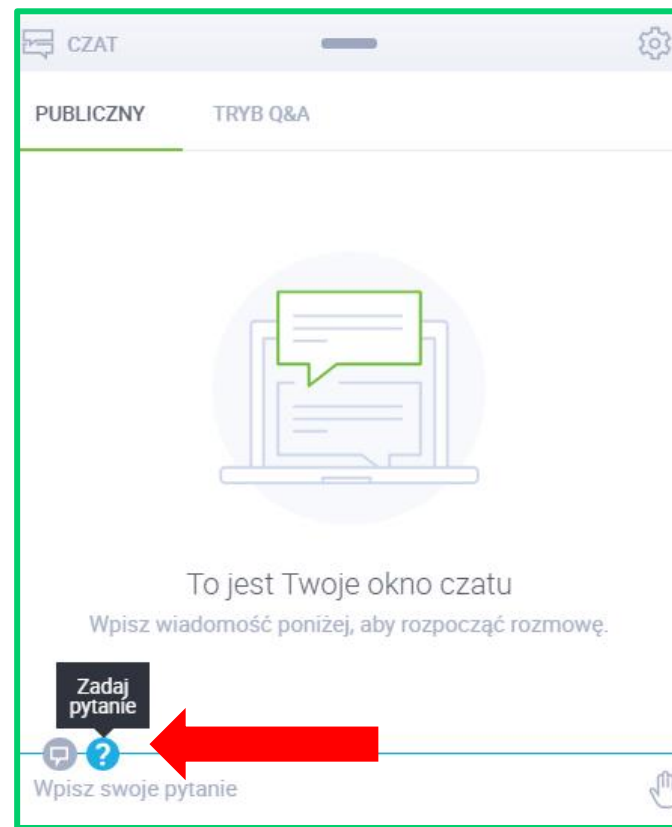 CZAT
PUBLICZNY TRYB Q&A
To jest Twoje okno czatu
Wpisz wiadomość poniżej, aby rozpocząć rozmowę.
Zadaj
pytanie
?
Wpisz swoje pytanie